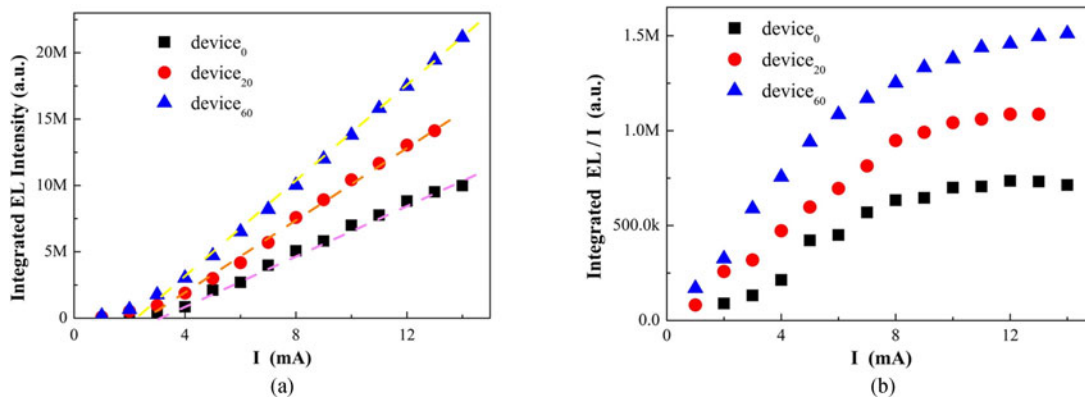 Integrated EL Intensity (a.u.)
20M
15M
10M
5M
0
device₀
device₂₀
device₆₀
0 4 8 12
I (mA)
(a)
Integrated EL / I (a.u.)
1.5M
1.0M
500.0k
0.0
device₀
device₂₀
device₆₀
0 4 8 12
I (mA)
(b)